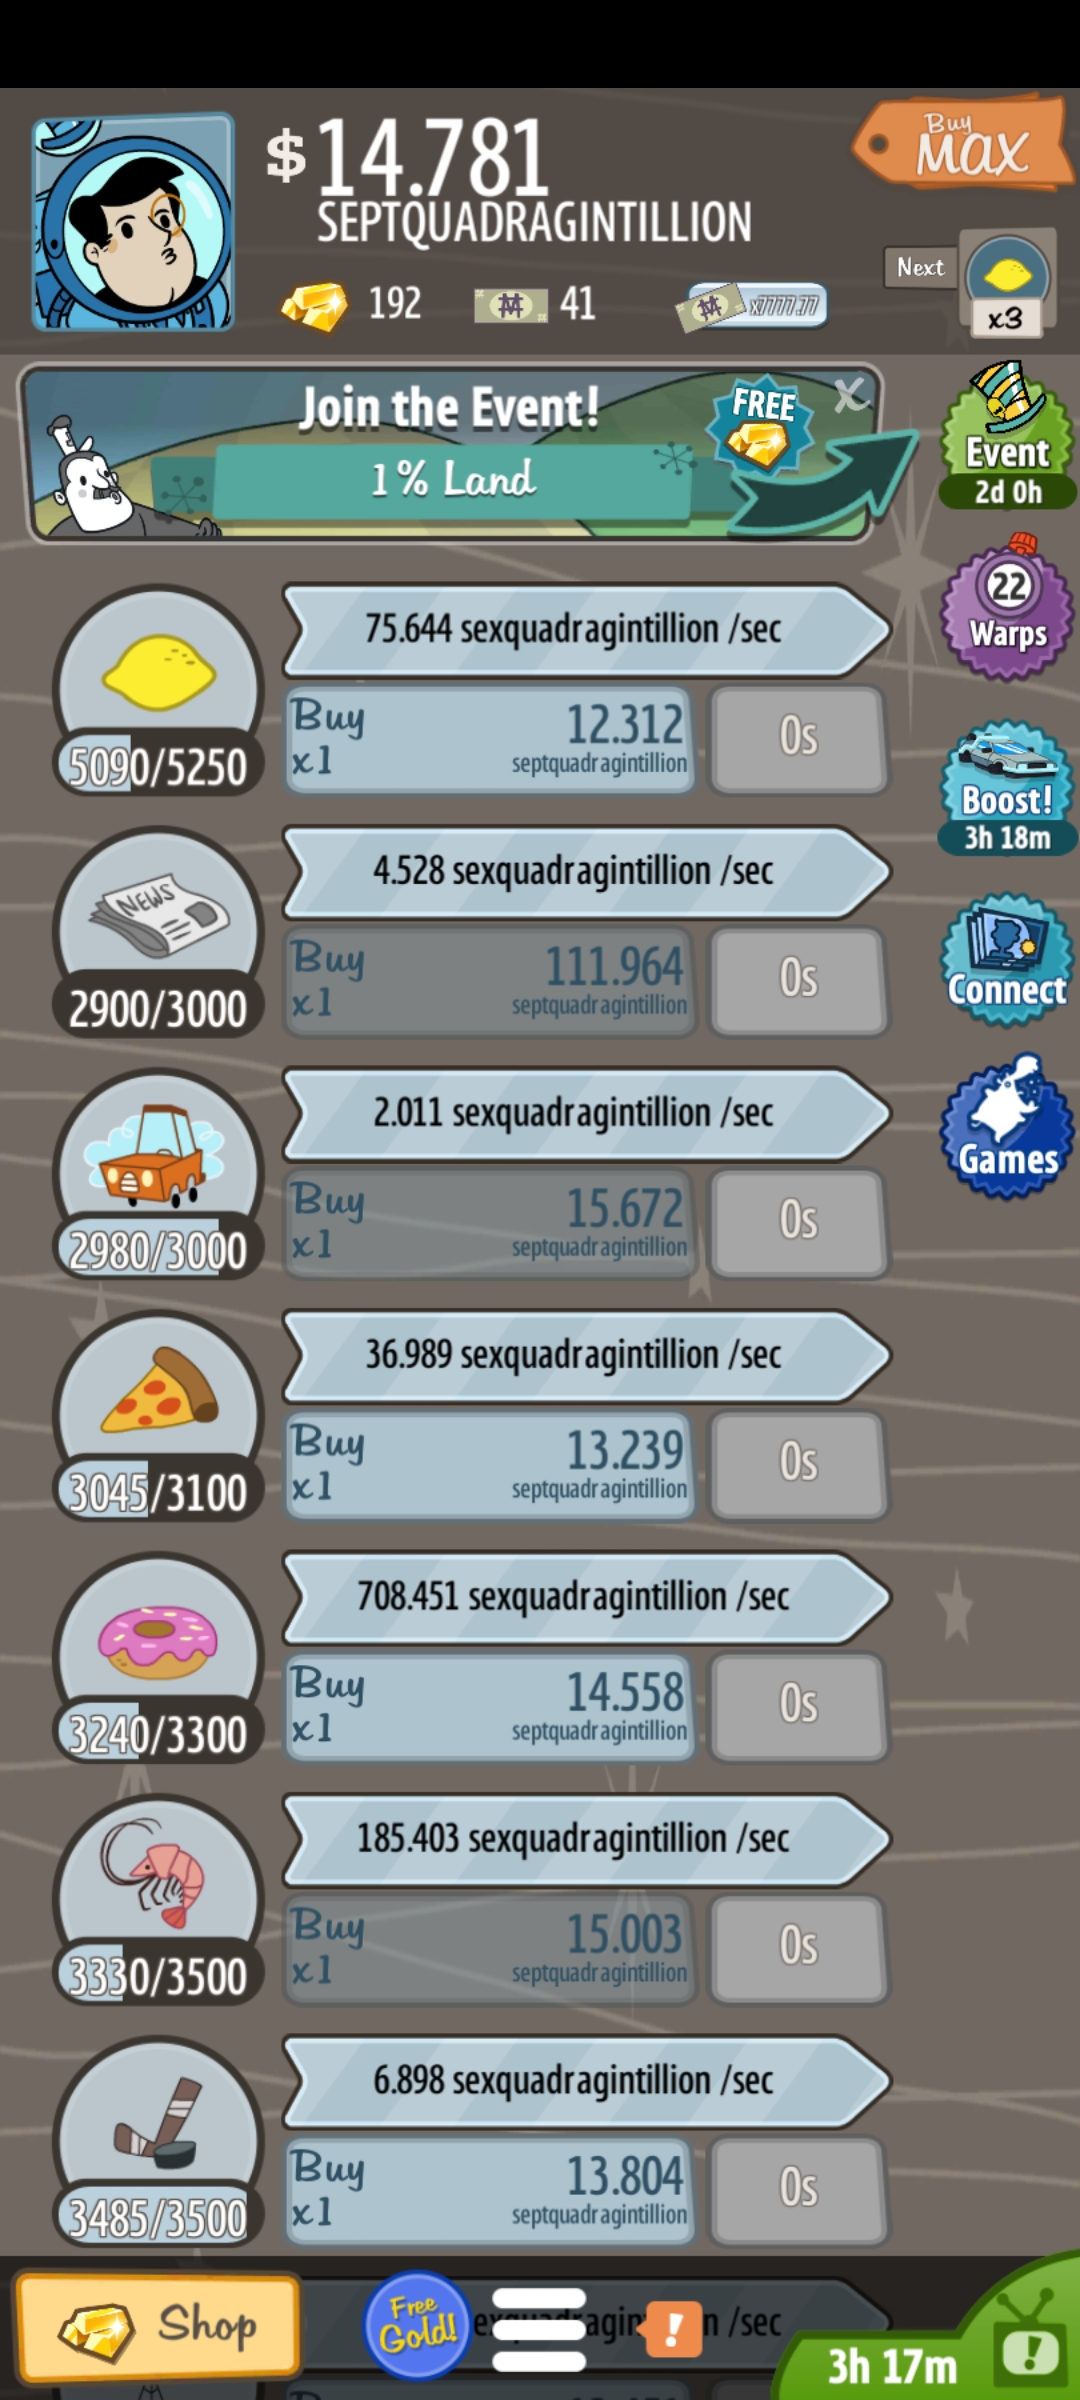 $14.781
SEPTQUADRAGINTILLION
Buy
MAX
192
41
x7777.77
Next
x3
Join the Event!
1% Land
FREE
X
Event
2d 0h
22
Warps
Boost!
3h 18m
Connect
Games
75.644 sexquadragintillion /sec
5090/5250
Buy
x1
12.312
septquadragintillion
0s
NEWS
4.528 sexquadragintillion /sec
2900/3000
Buy
x1
111.964
septquadragintillion
0s
2.011 sexquadragintillion /sec
2980/3000
Buy
x1
15.672
septquadragintillion
0s
36.989 sexquadragintillion /sec
3045/3100
Buy
x1
13.239
septquadragintillion
0s
708.451 sexquadragintillion /sec
3240/3300
Buy
x1
14.558
septquadragintillion
0s
185.403 sexquadragintillion /sec
3330/3500
Buy
x1
15.003
septquadragintillion
0s
6.898 sexquadragintillion /sec
3485/3500
Buy
x1
13.804
septquadragintillion
0s
Shop
Free
Gold!
!
/sec
3h 17m
!
Buy